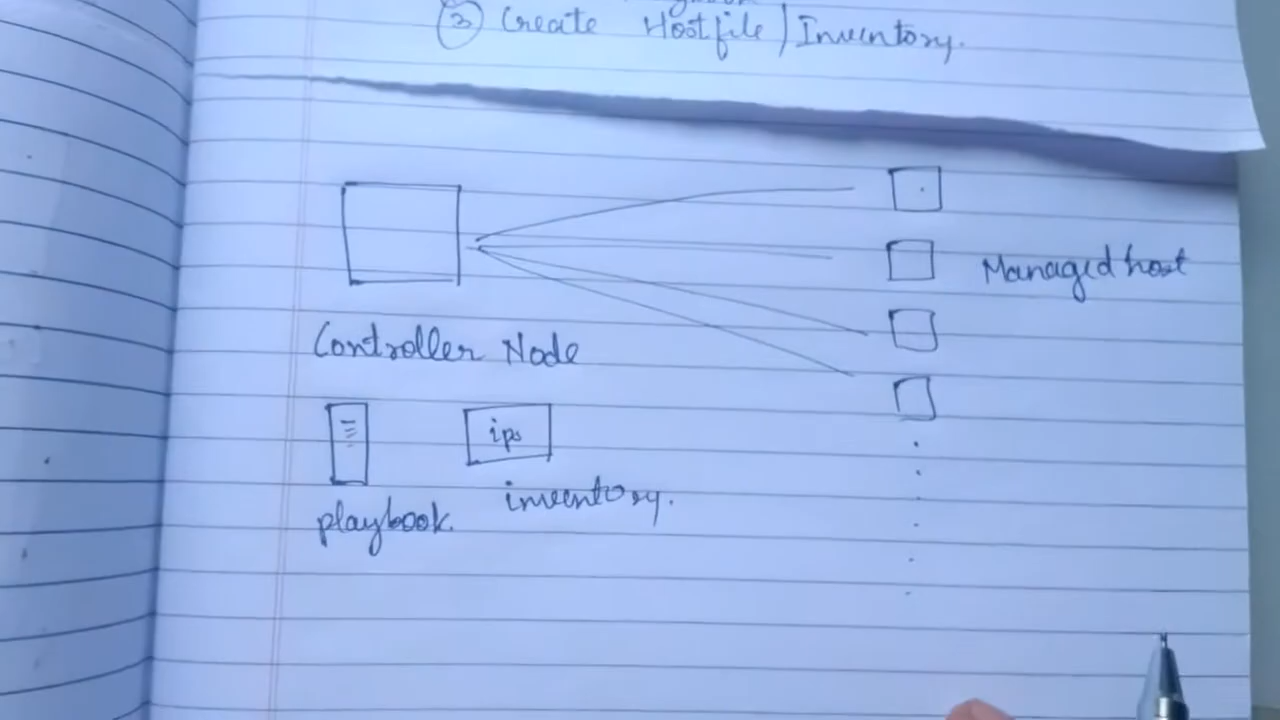 ③ Create Hostfile/Inventory.
Managed host
Controller Node
ips
inventory.
playbook.